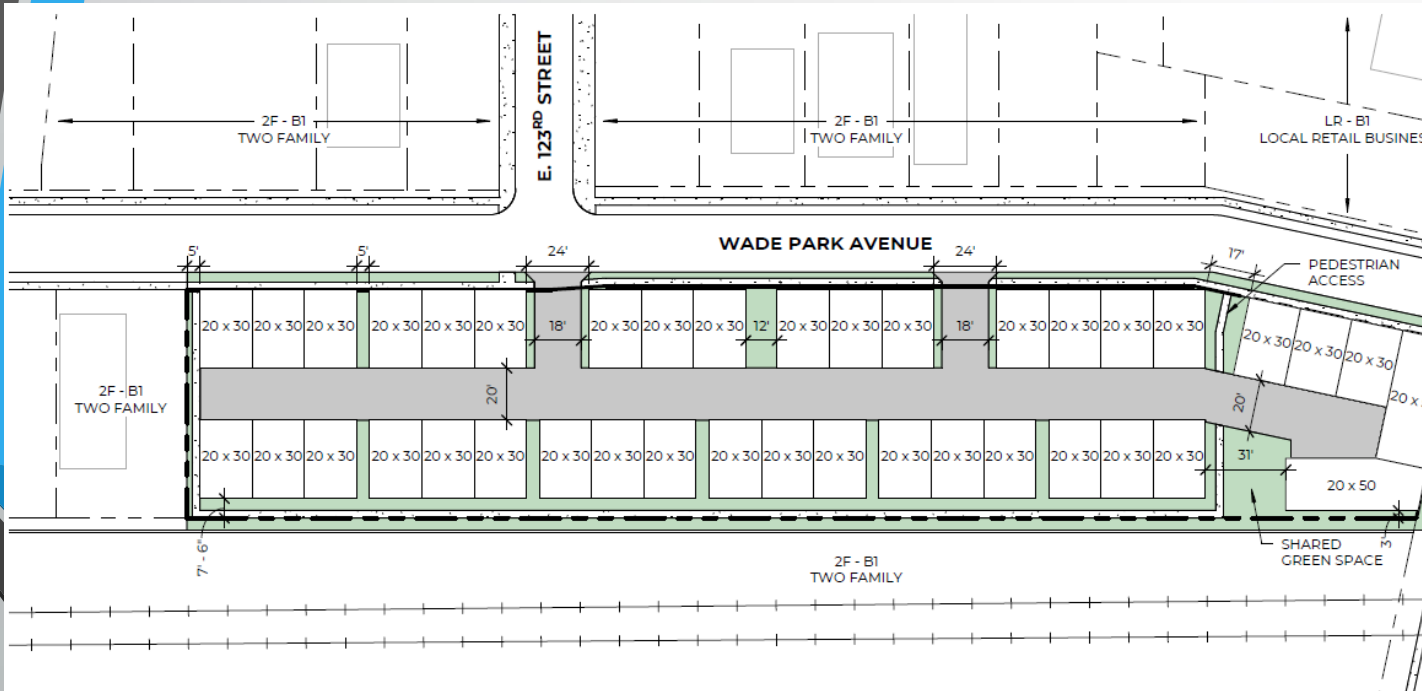 E. 123RD STREET
2F - B1
TWO FAMILY
2F - B1
TWO FAMILY
LR - B1
LOCAL RETAIL BUSINES
WADE PARK AVENUE
5'
5'
24'
24'
17'
PEDESTRIAN
ACCESS
20 x 30 20 x 30 20 x 30 20 x 30 20 x 30 20 x 30 18' 20 x 30 20 x 30 20 x 30 12' 20 x 30 20 x 30 20 x 30 18' 20 x 30 20 x 30 20 x 30 20 x 30
20 x 30 20 x 30 20 x 30
20 x
2F - B1
TWO FAMILY
20'
20'
20 x 30 20 x 30 20 x 30 20 x 30 20 x 30 20 x 30 20 x 30 20 x 30 20 x 30 20 x 30 20 x 30 20 x 30 20 x 30 20 x 30 20 x 30 20 x 30 20 x 30 20 x 30
31'
20 x 50
7' - 6"
3'
SHARED
GREEN SPACE
2F - B1
TWO FAMILY